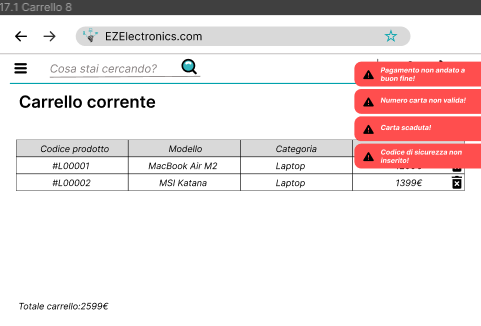 17.1 Carrello 8
EZElectronics.com
Cosa stai cercando?
Pagamento non andato a
buon fine!
Numero carta non valida!
Carta scaduta!
Codice di sicurezza non
inserito!
Carrello corrente
Codice prodotto Modello Categoria
#L00001 MacBook Air M2 Laptop
#L00002 MSI Katana Laptop 1399€
Totale carrello:2599€